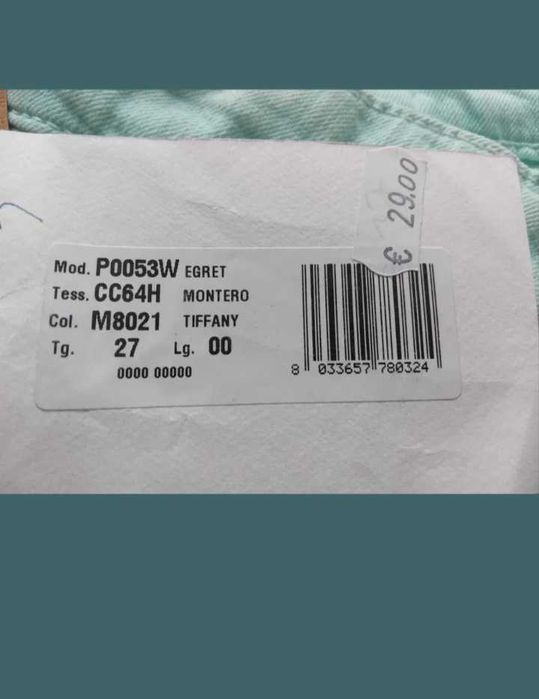 € 29.00
Mod. P0053W EGRET
Tess. CC64H MONTERO
Col. M8021 TIFFANY
Tg. 27 Lg. 00
0000 00000
8 033657 780324